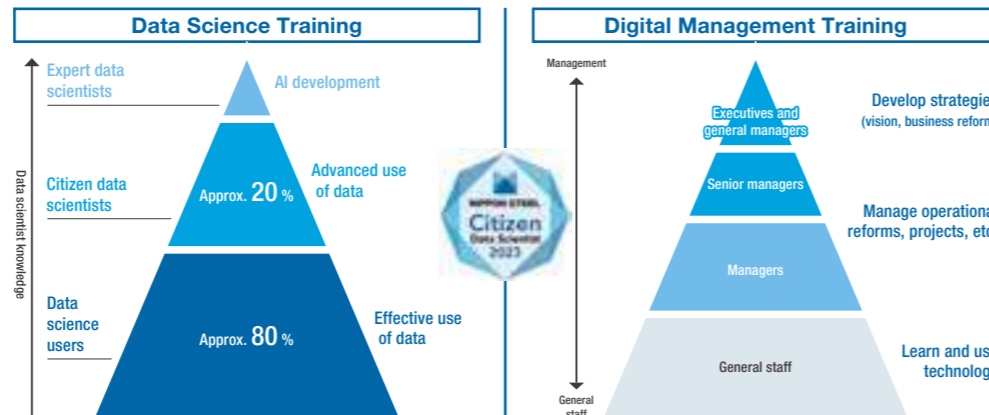 Data Science Training
Data scientist knowledge
Expert data
scientists
AI development
Citizen data
scientists
Approx. 20 %
Advanced use
of data
Data
science
users
Approx. 80 %
Effective use
of data
NIPPON STEEL
Citizen
Data Scientist
2023
Digital Management Training
Management
General
staff
Executives and
general managers
Develop strategie
(vision, business reform
Senior managers
Manage operationa
reforms, projects, etc
Managers
General staff
Learn and us
technolog